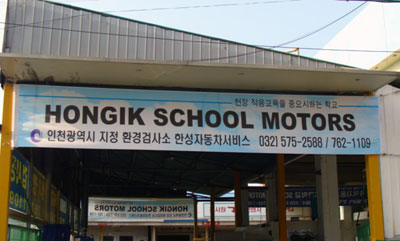 현장 적응교육을 중요시하는 학교
HONGIK SCHOOL MOTORS
인천광역시 지정 환경검사소 한성자동차서비스 032) 575-2588 / 762-1109
HONGIK SCHOOL MOTORS